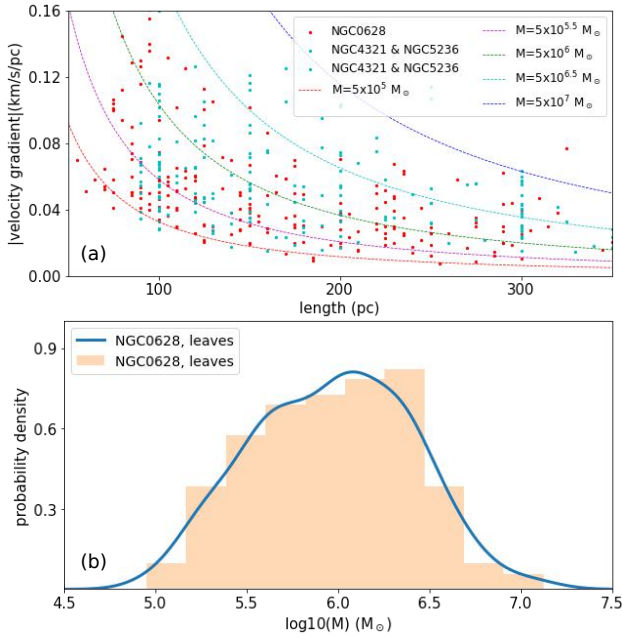 0.16
0.12
0.08
0.04
0.00
|velocity gradient|(km/s/pc)
(a)
NGC0628
NGC4321 & NGC5236
NGC4321 & NGC5236
M=5x10^5 M⊙
M=5x10^5.5 M⊙
M=5x10^6 M⊙
M=5x10^6.5 M⊙
M=5x10^7 M⊙
100 200 300
length (pc)
NGC0628, leaves
NGC0628, leaves
0.9
0.6
0.3
probability density
(b)
4.5 5.0 5.5 6.0 6.5 7.0 7.5
log10(M) (M⊙)